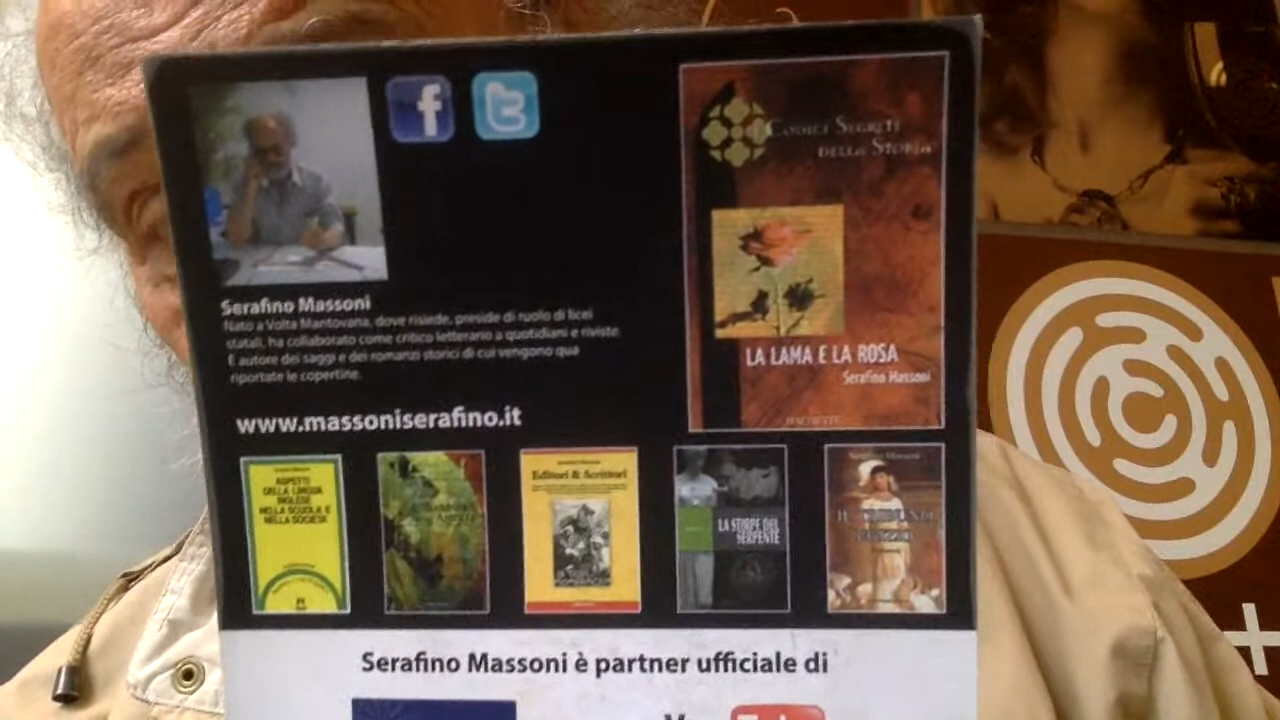 CODICI SEGRETI
DELLA STORIA
LA LAMA E LA ROSA
Serafino Massoni
HACHETTE
Serafino Massoni
Nato a Volta Mantovana, dove risiede, preside di ruolo di licei
statali, ha collaborato come critico letterario a quotidiani e riviste.
E autore dei saggi e dei romanzi storici di cui vengono qua
riportate le copertine.
www.massoniserafino.it
ASPETTI
DELLA LINGUA
INGLESE
NELLA SCUOLA E
NELLA SOCIETÀ
Editori & Scrittori
LA STIRPE DEL
SERPENTE
Serafino Massoni
Serafino Massoni è partner ufficiale di